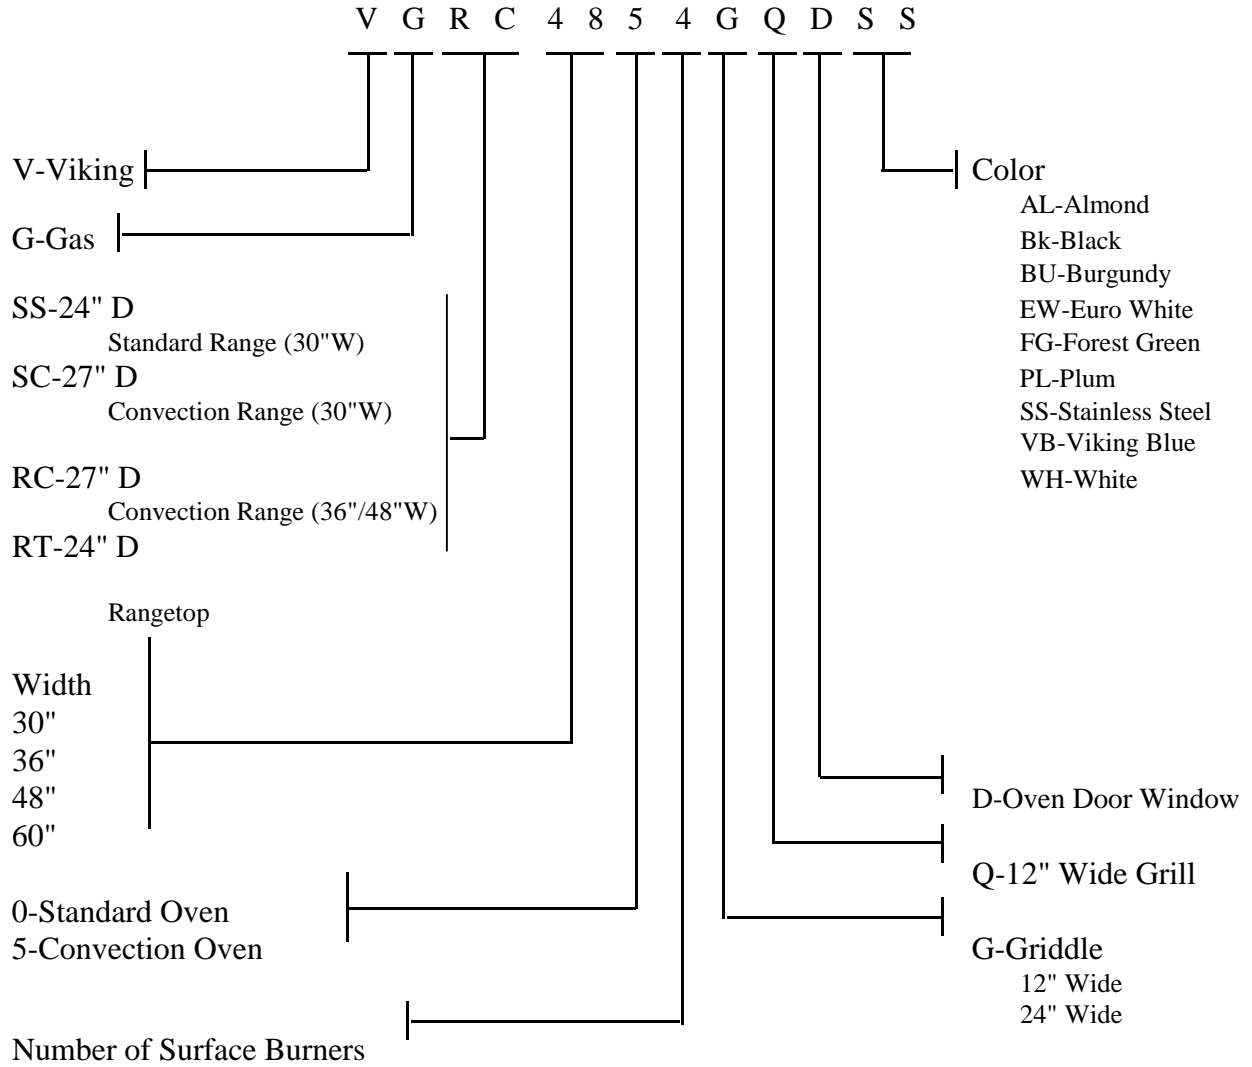 V G R C 4 8 5 4 G Q D S S
V-Viking
G-Gas
SS-24" D
Standard Range (30"W)
SC-27" D
Convection Range (30"W)
RC-27" D
Convection Range (36"/48"W)
RT-24" D
Rangetop
Width
30"
36"
48"
60"
0-Standard Oven
5-Convection Oven
Number of Surface Burners
Color
AL-Almond
Bk-Black
BU-Burgundy
EW-Euro White
FG-Forest Green
PL-Plum
SS-Stainless Steel
VB-Viking Blue
WH-White
D-Oven Door Window
Q-12" Wide Grill
G-Griddle
12" Wide
24" Wide